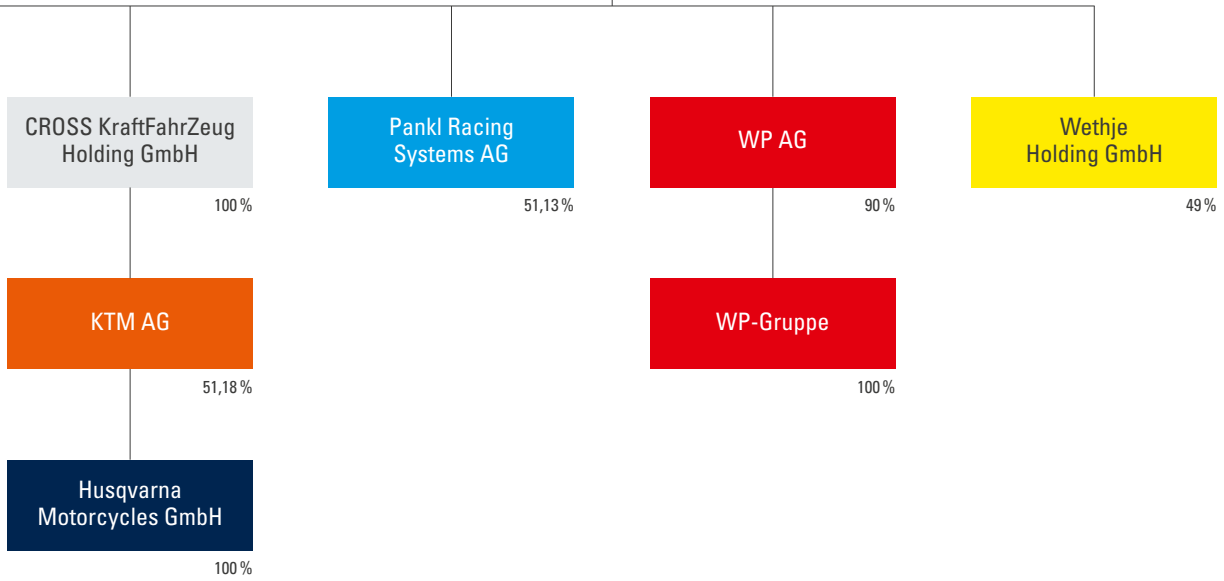 CROSS KraftFahrZeug
Holding GmbH
100 %
Pankl Racing
Systems AG
51,13 %
WP AG
90 %
Wethje
Holding GmbH
49 %
KTM AG
51,18 %
WP-Gruppe
100 %
Husqvarna
Motorcycles GmbH
100 %